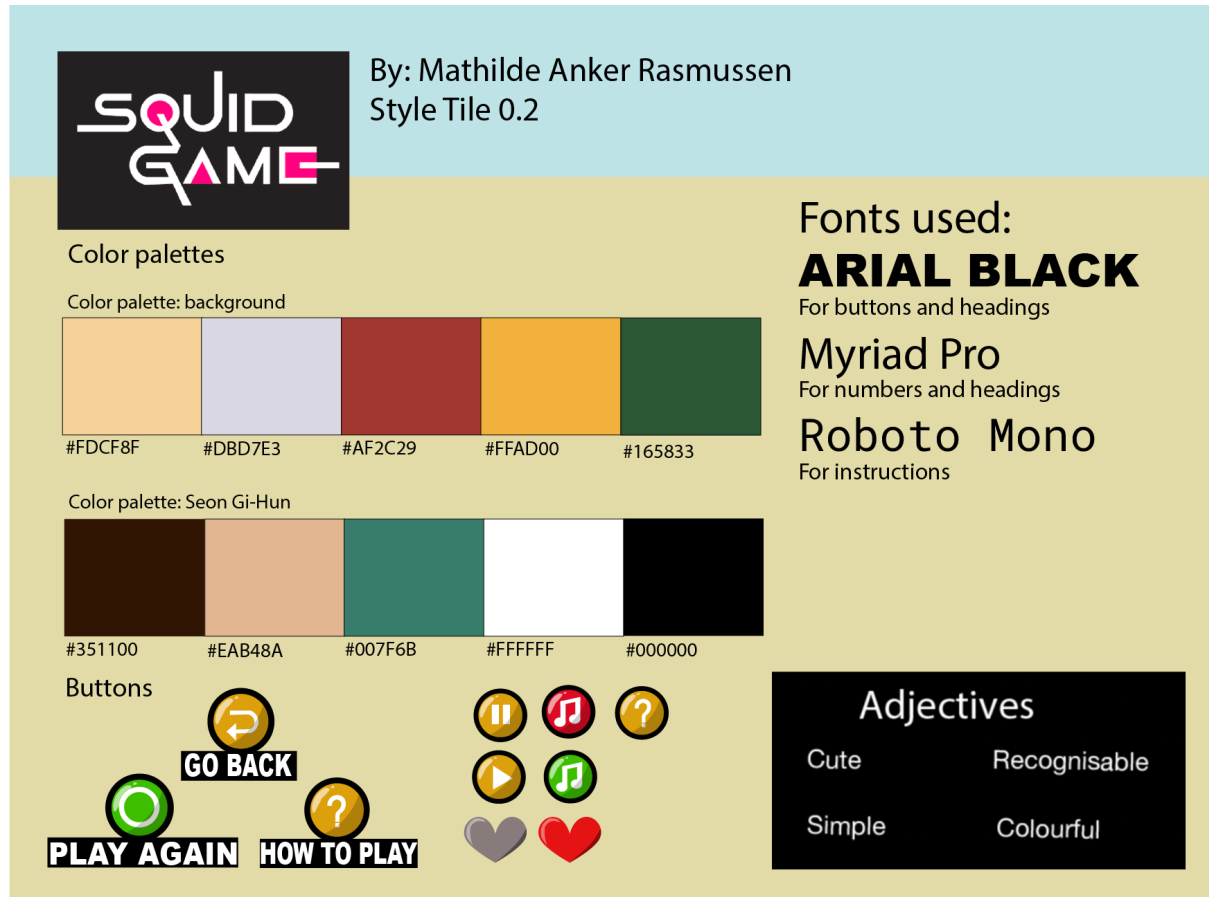 SQUID
GAME
By: Mathilde Anker Rasmussen
Style Tile 0.2
Color palettes
Color palette: background
#FDCF8F #DBD7E3 #AF2C29 #FFAD00 #165833
Color palette: Seon Gi-Hun
#351100 #EAB48A #007F6B #FFFFFF #000000
Buttons
GO BACK
PLAY AGAIN
?
HOW TO PLAY
?
Fonts used:
ARIAL BLACK
For buttons and headings
Myriad Pro
For numbers and headings
Roboto Mono
For instructions
Adjectives
Cute Recognisable
Simple Colourful